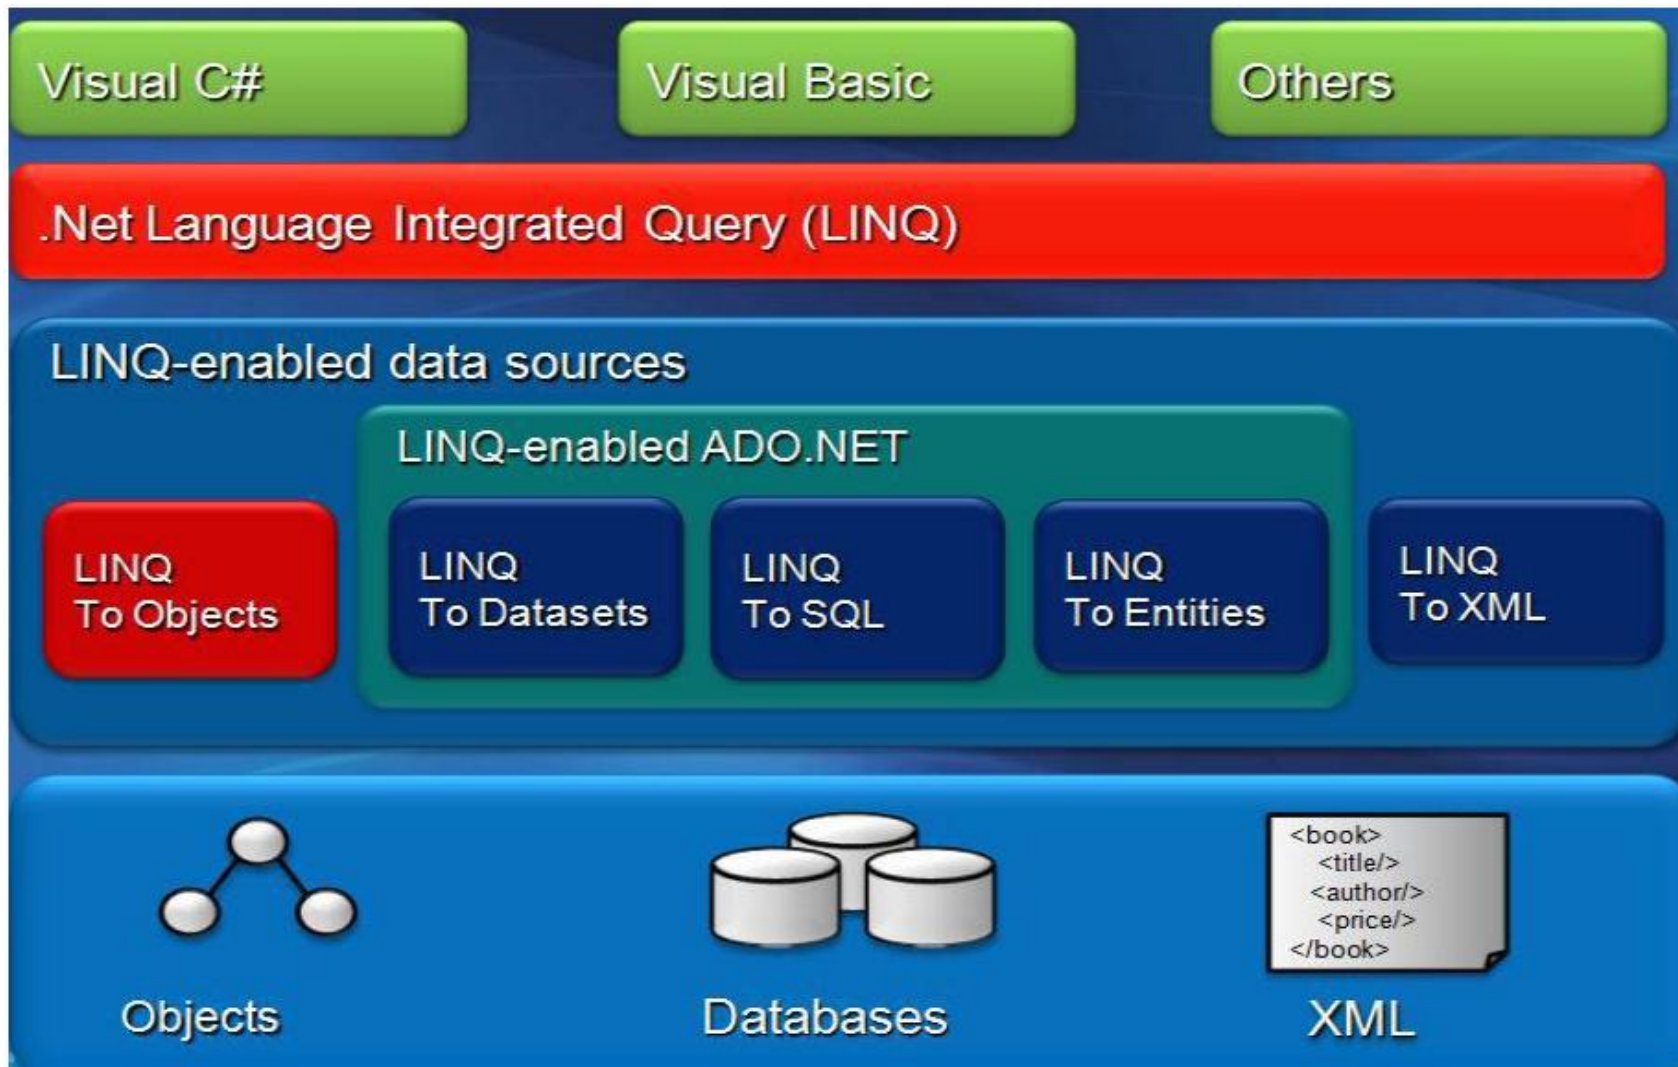 Visual C#
Visual Basic
Others
.Net Language Integrated Query (LINQ)
LINQ-enabled data sources
LINQ-enabled ADO.NET
LINQ
To Objects
LINQ
To Datasets
LINQ
To SQL
LINQ
To Entities
LINQ
To XML
<book>
<title/>
<author/>
<price/>
</book>
Objects
Databases
XML